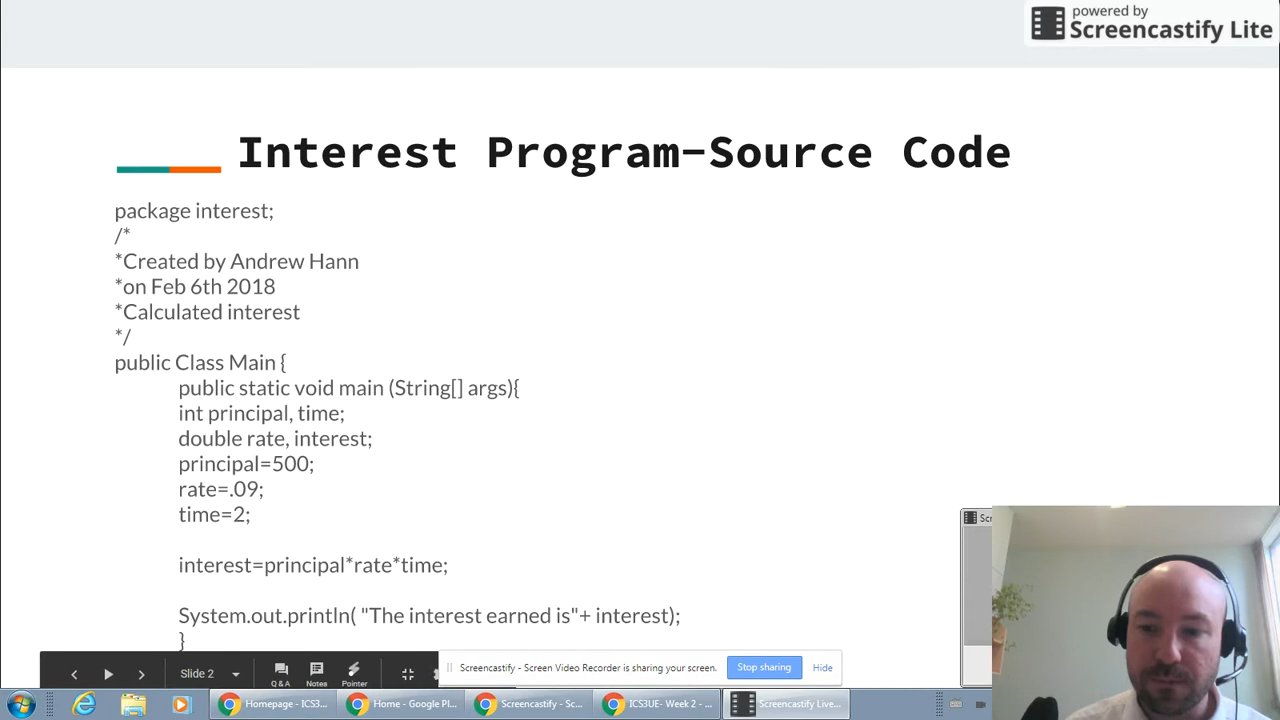 powered by
Screencastify Lite
Interest Program-Source Code
package interest;
/*
*Created by Andrew Hann
*on Feb 6th 2018
*Calculated interest
*/
public Class Main {
public static void main (String[] args){
int principal, time;
double rate, interest;
principal=500;
rate=.09;
time=2;
interest=principal*rate*time;
System.out.println( "The interest earned is"+ interest);
}
Slide 2
Q & A
Notes
Pointer
Screencastify - Screen Video Recorder is sharing your screen.
Stop sharing
Hide
Scr
Homepage - ICS3...
Home - Google Pl...
Screencastify - Sc...
ICS3UE- Week 2 - ...
Screencastify Live...